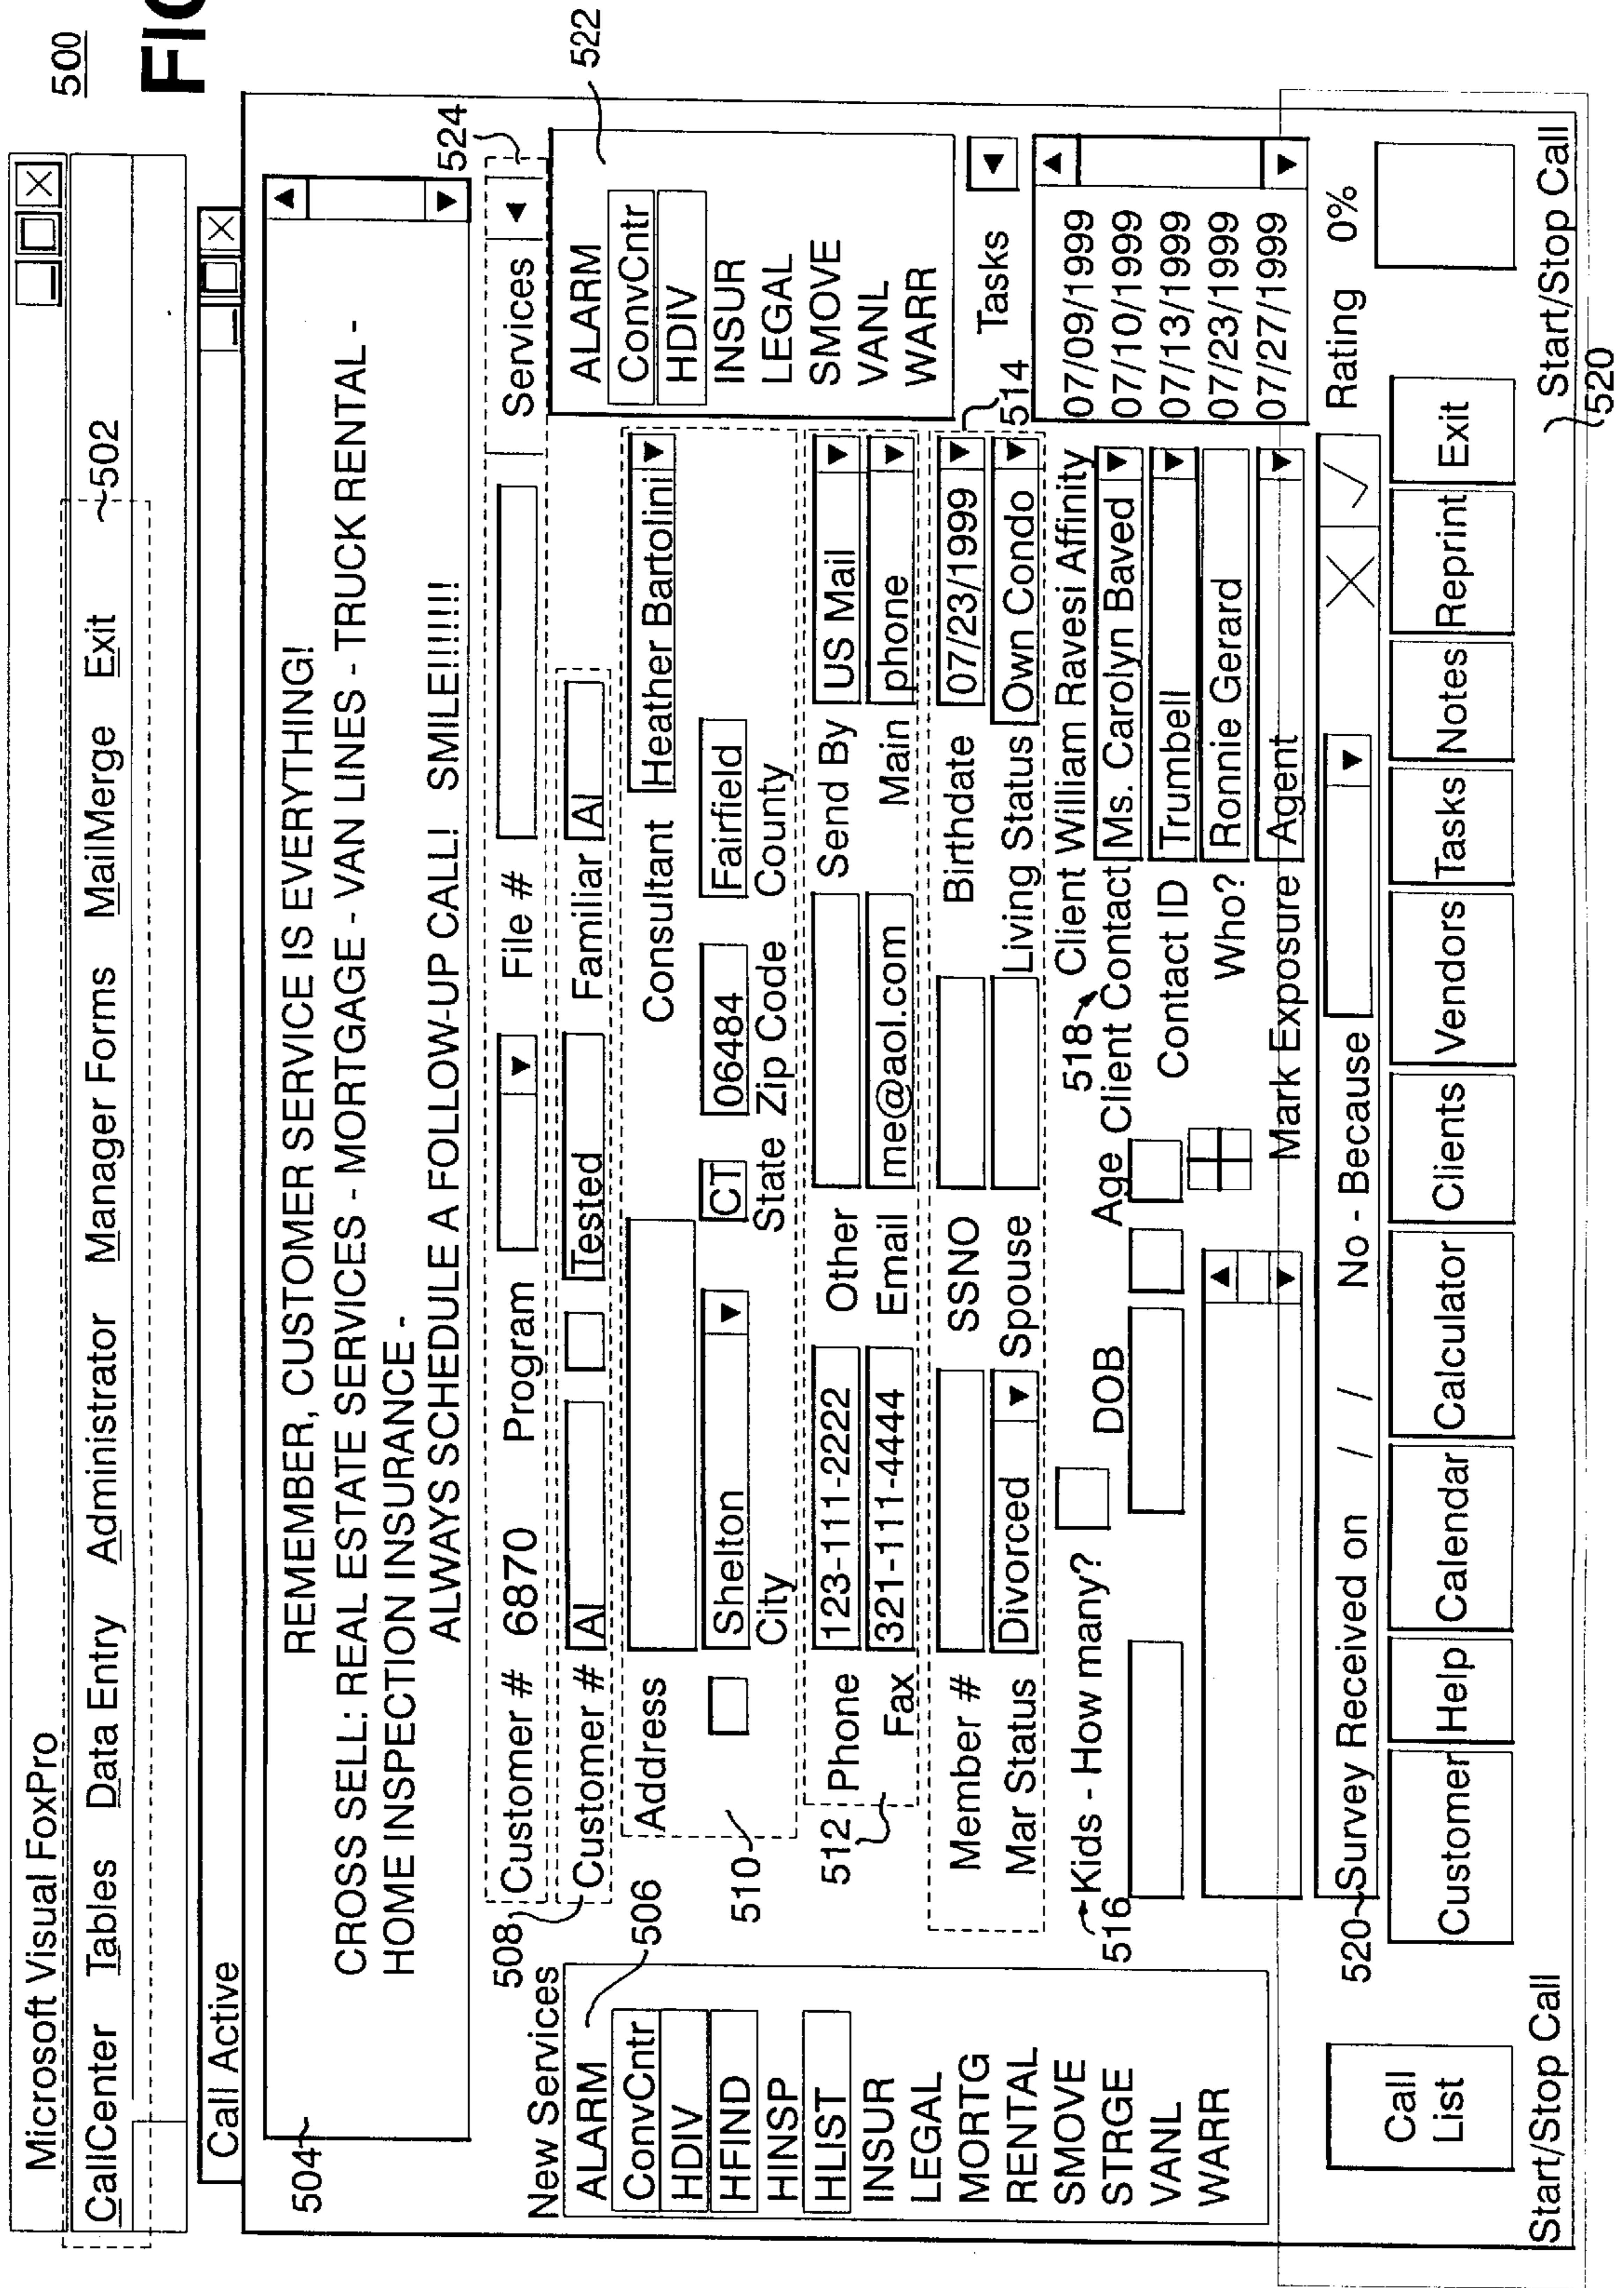 500
FIG
Microsoft Visual FoxPro
CallCenter Tables Data Entry Administrator Manager Forms MailMerge Exit ~502
Call Active
504
REMEMBER, CUSTOMER SERVICE IS EVERYTHING!
CROSS SELL: REAL ESTATE SERVICES - MORTGAGE - VAN LINES - TRUCK RENTAL -
HOME INSPECTION INSURANCE -
ALWAYS SCHEDULE A FOLLOW-UP CALL! SMILE!!!!!!!!
524
508
New Services
506
ALARM
ConvCntr
HDIV
HFIND
HINSP
HLIST
INSUR
LEGAL
MORTG
RENTAL
SMOVE
STRGE
VANL
WARR
Customer # 6870 Program File #
Customer # Al Tested Familiar Al
Address Consultant Heather Bartolini
Shelton CT 06484 Fairfield
City State Zip Code County
510
512
Phone 123-111-2222 Other Send By US Mail
Fax 321-111-4444 Email me@aol.com Main phone
Member # SSNO Birthdate 07/23/1999
Mar Status Divorced Spouse Living Status Own Condo
514
516
Kids - How many?
518
Client William Ravesi Affinity
DOB Age Client Contact Ms. Carolyn Baved
Contact ID Trumbell
Who? Ronnie Gerard
Mark Exposure Agent
Services
522
ALARM
ConvCntr
HDIV
INSUR
LEGAL
SMOVE
VANL
WARR
Tasks
07/09/1999
07/10/1999
07/13/1999
07/23/1999
07/27/1999
520
Survey Received on / / No - Because Rating 0%
Call
List
Customer Help Calendar Calculator Clients Vendors Tasks Notes Reprint Exit
Start/Stop Call Start/Stop Call
520